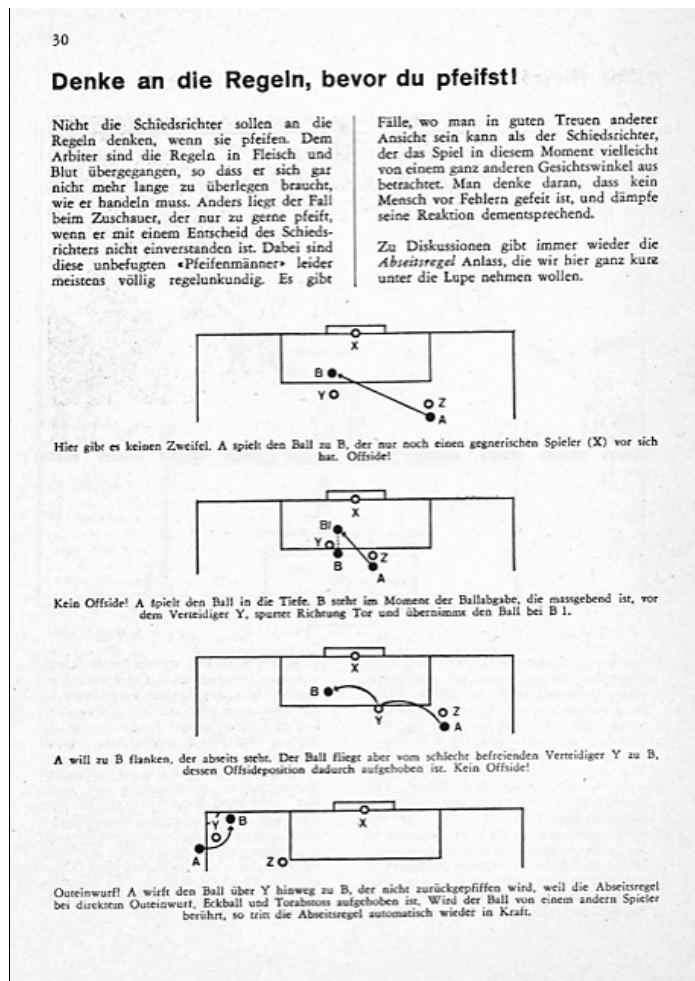 30
Denke an die Regeln, bevor du pfeifst!
Nicht die Schiedsrichter sollen an die
Regeln denken, wenn sie pfeifen. Dem
Arbiter sind die Regeln in Fleisch und
Blut übergegangen, so dass er sich gar
nicht mehr lange zu überlegen braucht,
wie er handeln muss. Anders liegt der Fall
beim Zuschauer, der nur zu gerne pfeift,
wenn er mit einem Entscheid des Schieds-
richters nicht einverstanden ist. Dabei sind
diese unbefugten «Pfeifenmänner» leider
meistens völlig regelunkundig. Es gibt
Fälle, wo man in guten Treuen anderer
Ansicht sein kann als der Schiedsrichter,
der das Spiel in diesem Moment vielleicht
von einem ganz anderen Gesichtswinkel aus
betrachtet. Man denke daran, dass kein
Mensch vor Fehlern gefeit ist, und dämpfe
seine Reaktion dementsprechend.
Zu Diskussionen gibt immer wieder die
Abseitsregel Anlass, die wir hier ganz kurz
unter die Lupe nehmen wollen.
X
B
Y
Z
A
Hier gibt es keinen Zweifel. A spielt den Ball zu B, der nur noch einen gegnerischen Spieler (X) vor sich
hat. Offside!
X
B1
Y
Z
B
A
Kein Offside! A spielt den Ball in die Tiefe. B steht im Moment der Ballabgabe, die massgebend ist, vor
dem Verteidiger Y, spurtet Richtung Tor und übernimmt den Ball bei B 1.
X
B
Y
Z
A
A will zu B flanken, der abseits steht. Der Ball fliegt aber vom schlecht befreienden Verteidiger Y zu B,
dessen Offsideposition dadurch aufgehoben ist. Kein Offside!
Y
B
X
A
Z
Outeinwurf! A wirft den Ball über Y hinweg zu B, der nicht zurückgepfiffen wird, weil die Abseitsregel
bei direktem Outeinwurf, Eckball und Torabstoss aufgehoben ist. Wird der Ball von einem andern Spieler
berührt, so tritt die Abseitsregel automatisch wieder in Kraft.